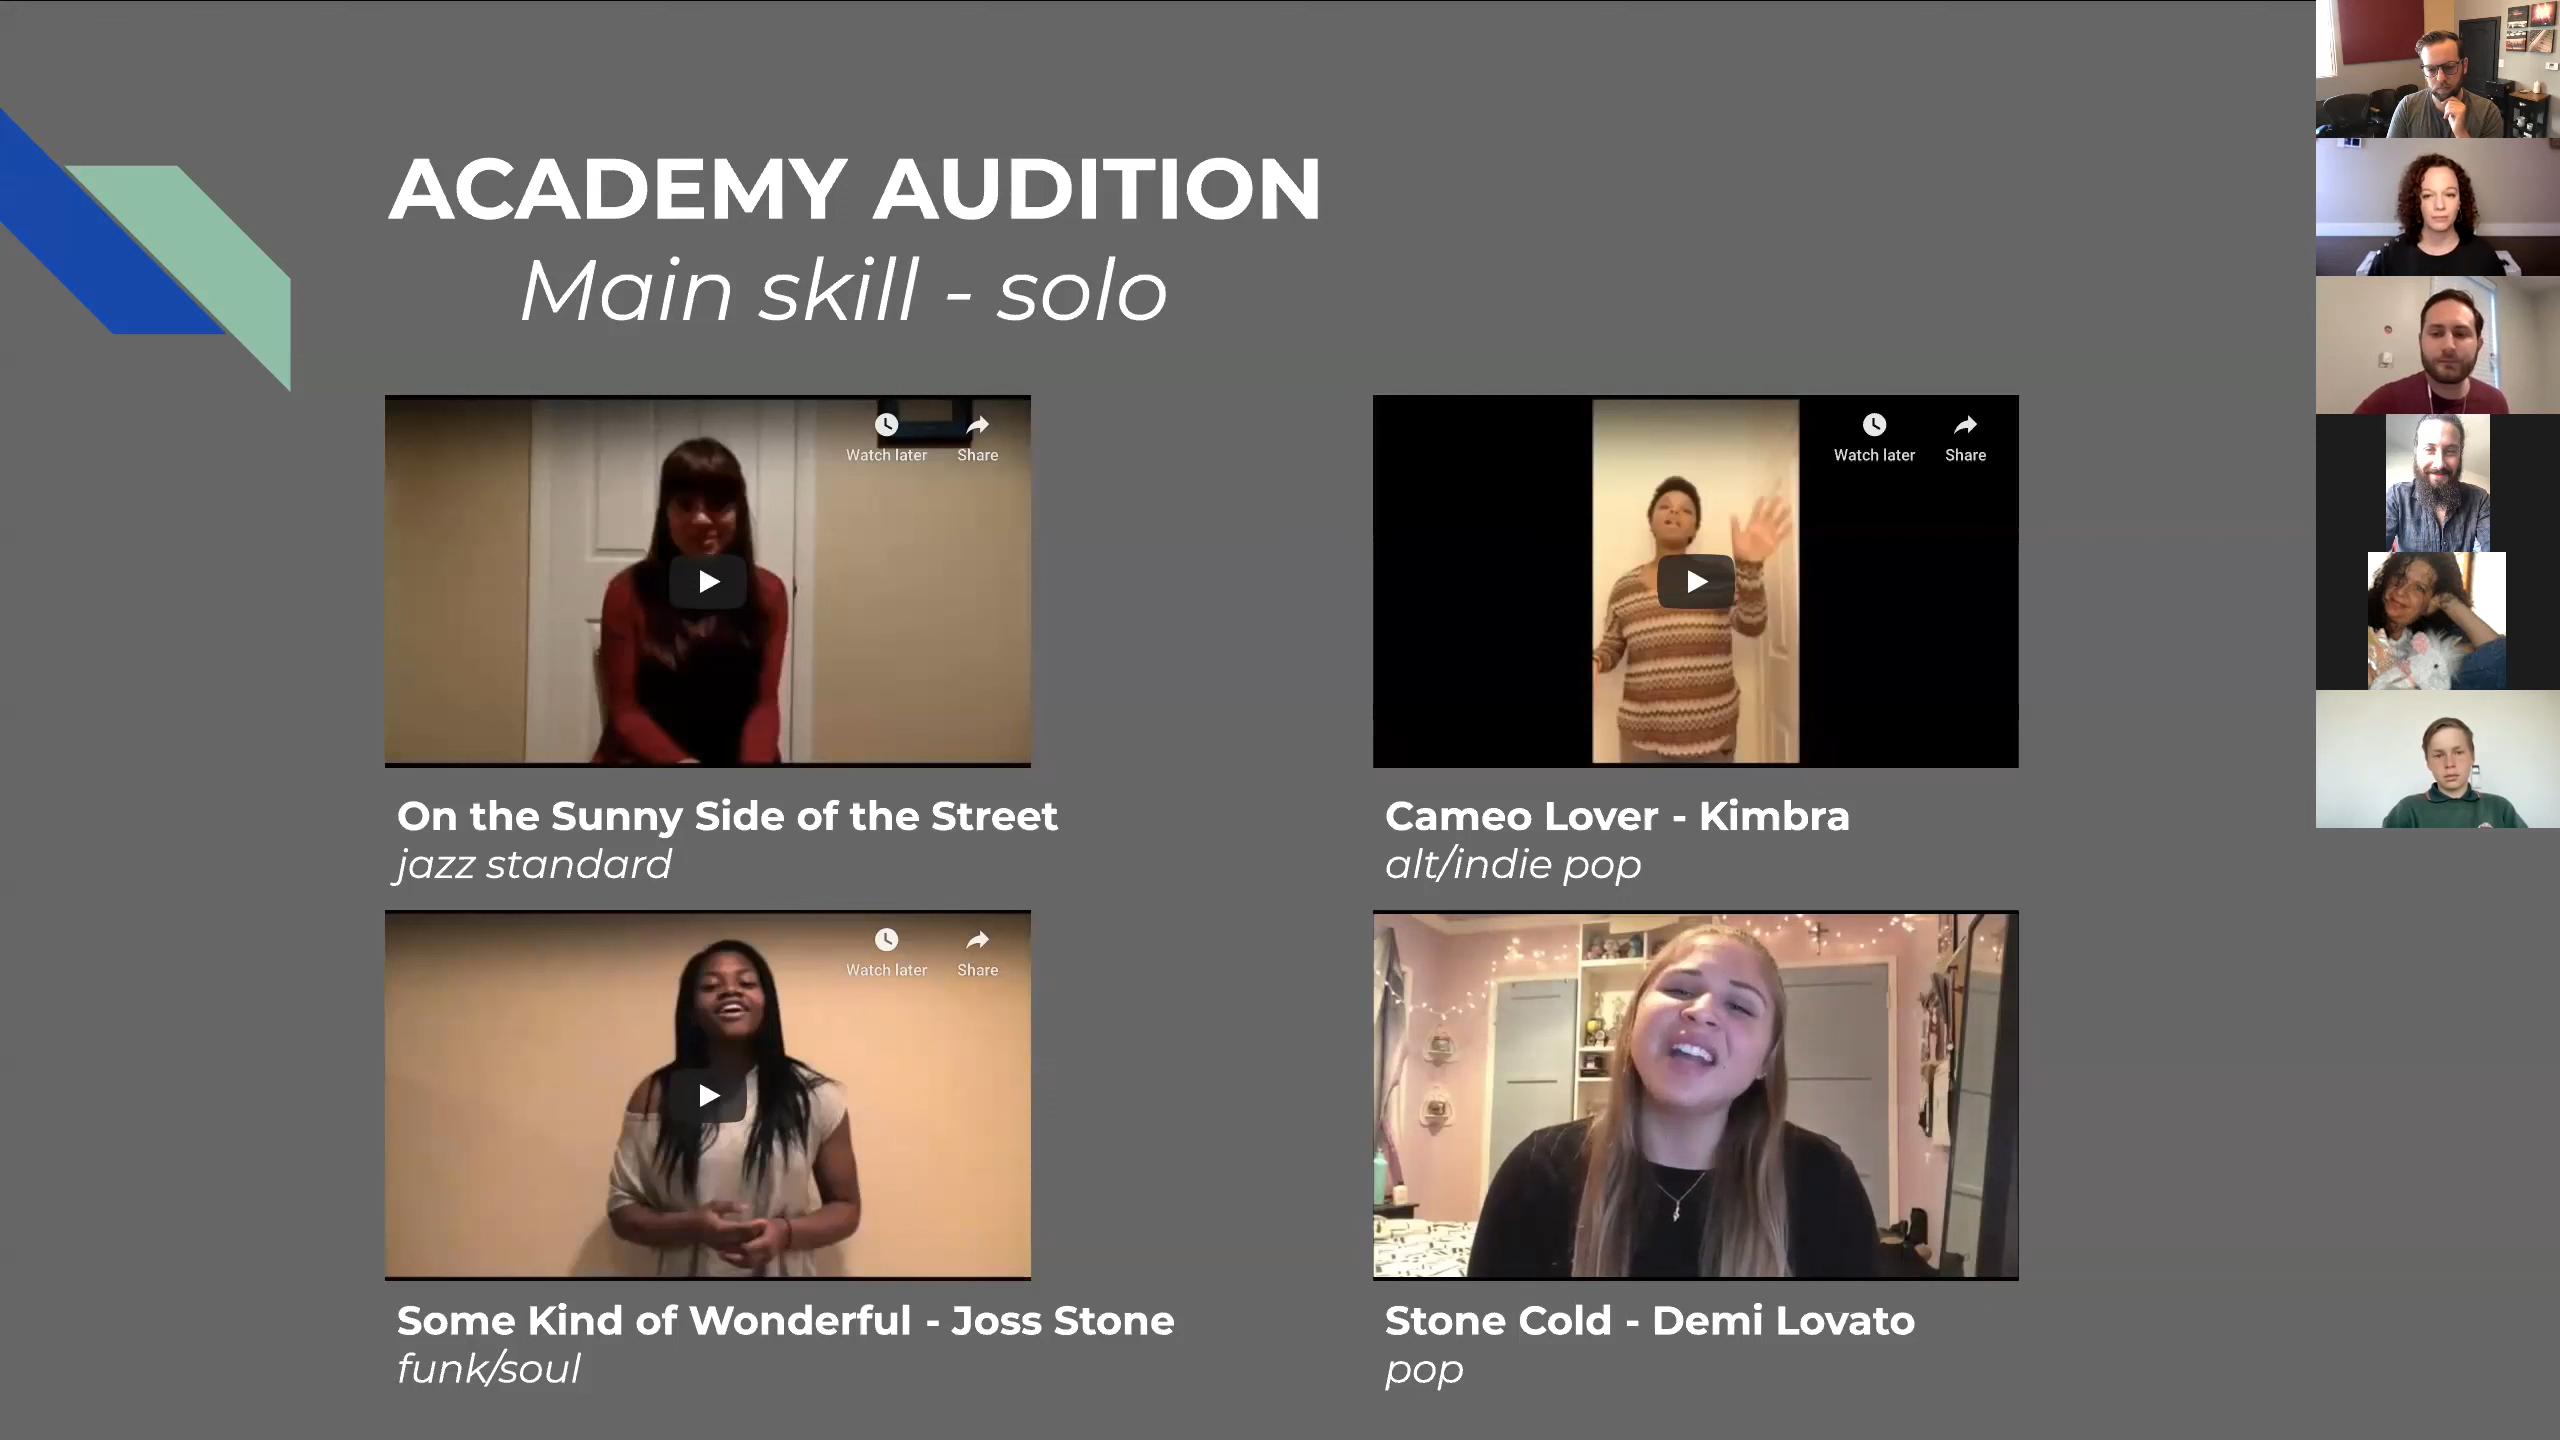 ACADEMY AUDITION
Main skill - solo
Watch later
Share
Watch later
Share
On the Sunny Side of the Street
jazz standard
Cameo Lover - Kimbra
alt/indie pop
Watch later
Share
Some Kind of Wonderful - Joss Stone
funk/soul
Stone Cold - Demi Lovato
pop